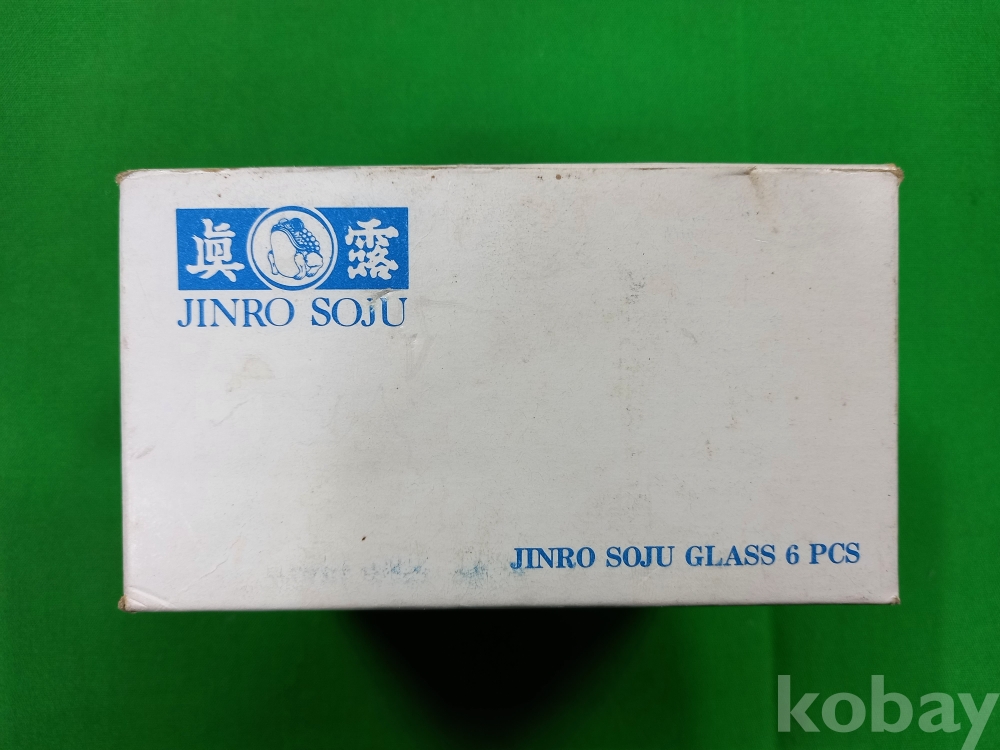 眞露
JINRO SOJU
JINRO SOJU GLASS 6 PCS
kobay